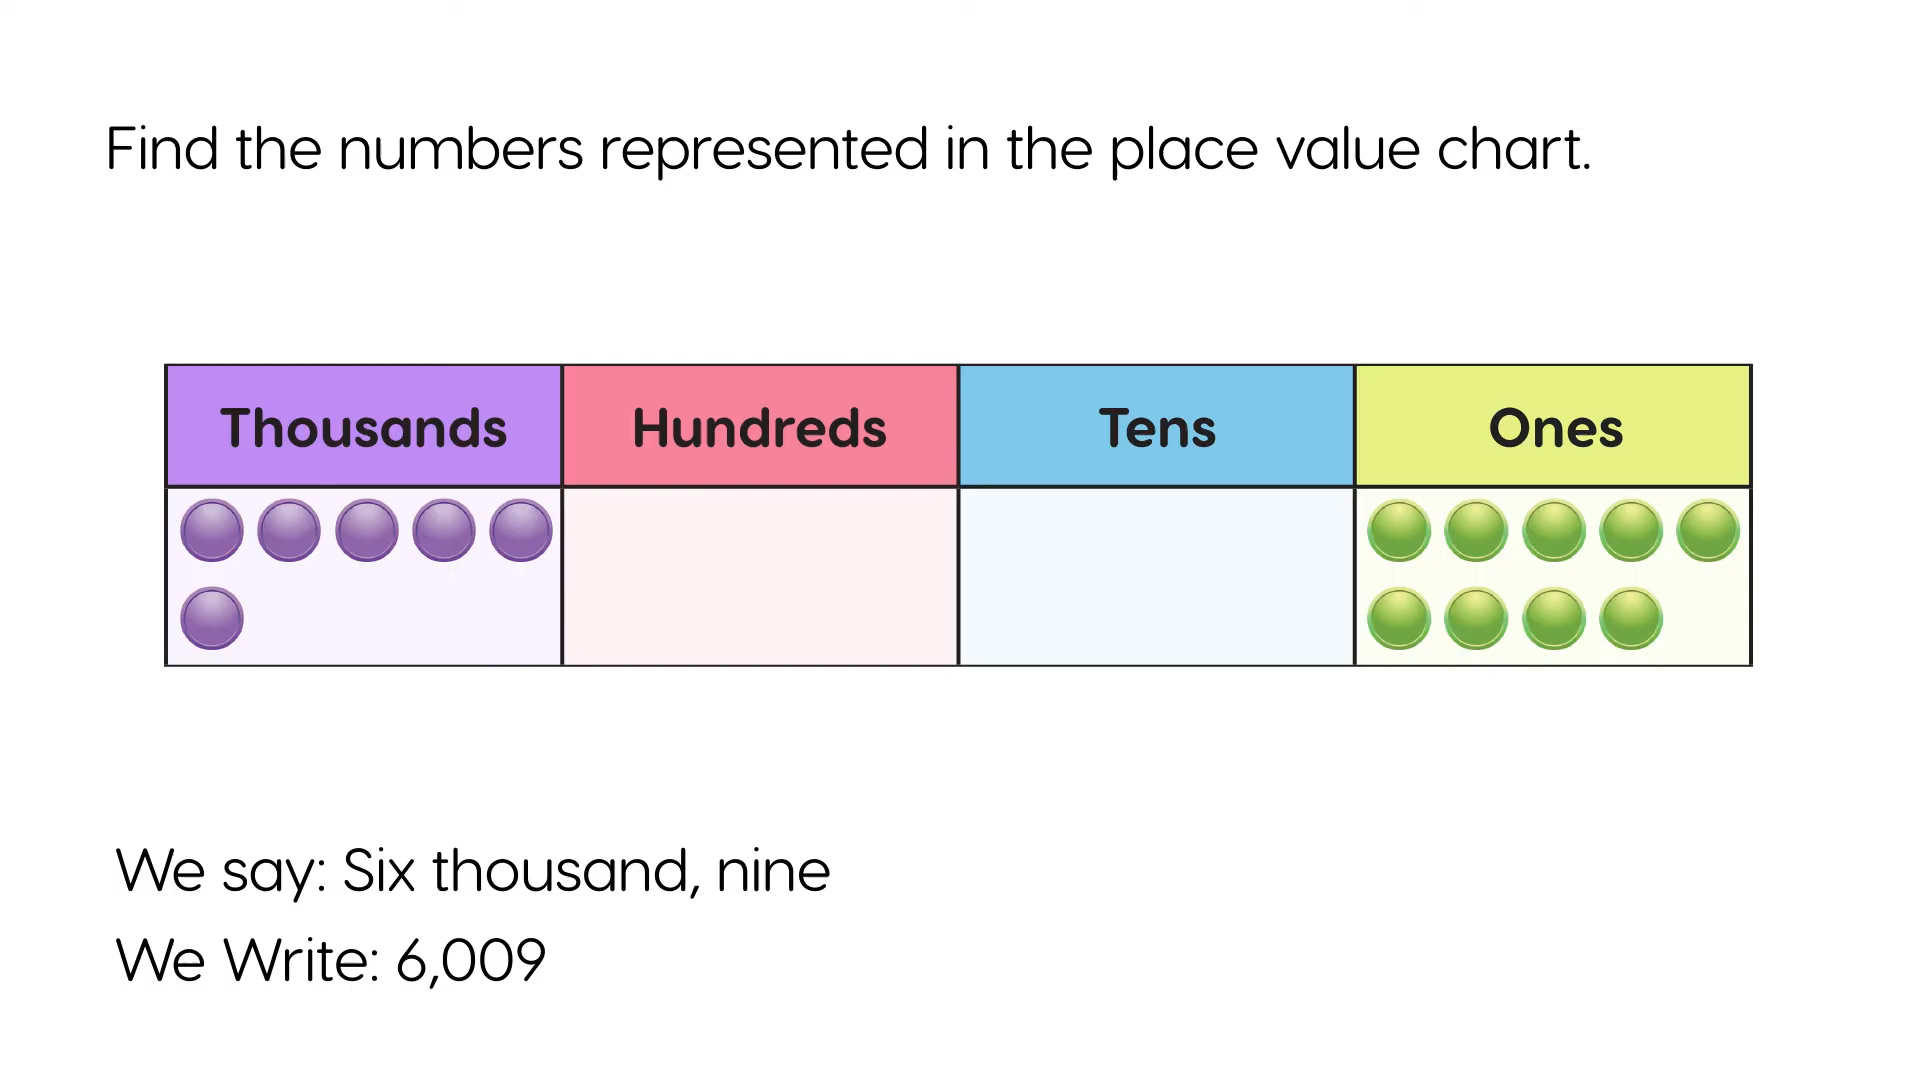 Find the numbers represented in the place value chart.
Thousands Hundreds Tens Ones
We say: Six thousand, nine
We Write: 6,009